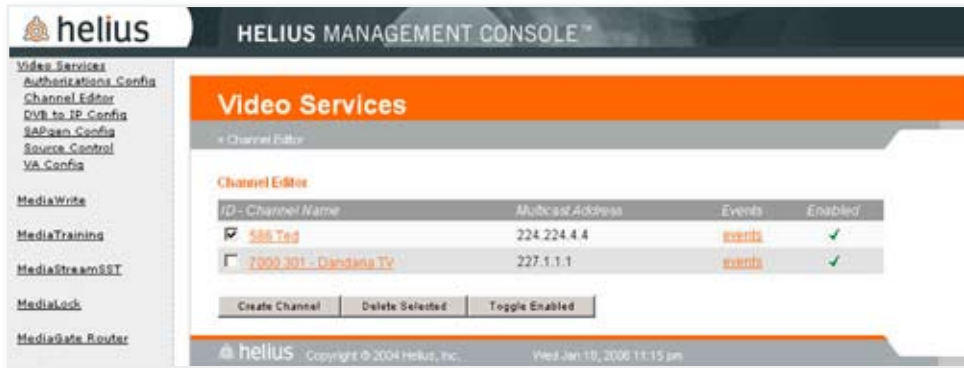 helius
HELIUS MANAGEMENT CONSOLE™
Video Services
Authorizations Config
Channel Editor
DVB to IP Config
SAPgen Config
Source Control
VA Config
MediaWrite
MediaTraining
MediaStreamSST
MediaLock
MediaGate Router
Video Services
» Channel Editor
Channel Editor
ID - Channel Name Multicast Address Events Enabled
586 Ted 224.224.4.4 events
7000 301 - Dandana TV 227.1.1.1 events
Create Channel Delete Selected Toggle Enabled
helius Copyright © 2004 Helius, Inc. Wed Jan 18, 2006 11:15 pm